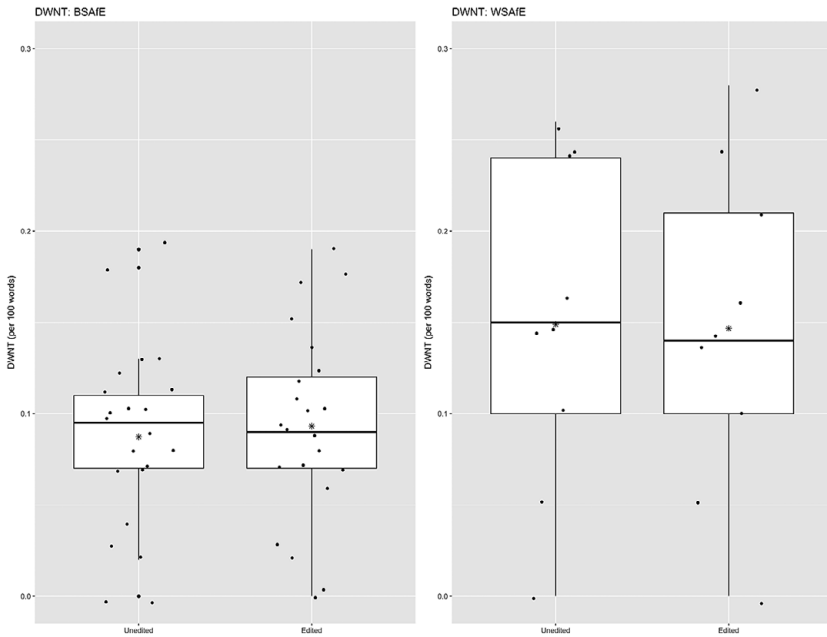 DWNT: BSAfE
DWNT (per 100 words)
0.3
0.2
0.1
0.0
Unedited
Edited
DWNT: WSAfE
DWNT (per 100 words)
0.3
0.2
0.1
0.0
Unedited
Edited